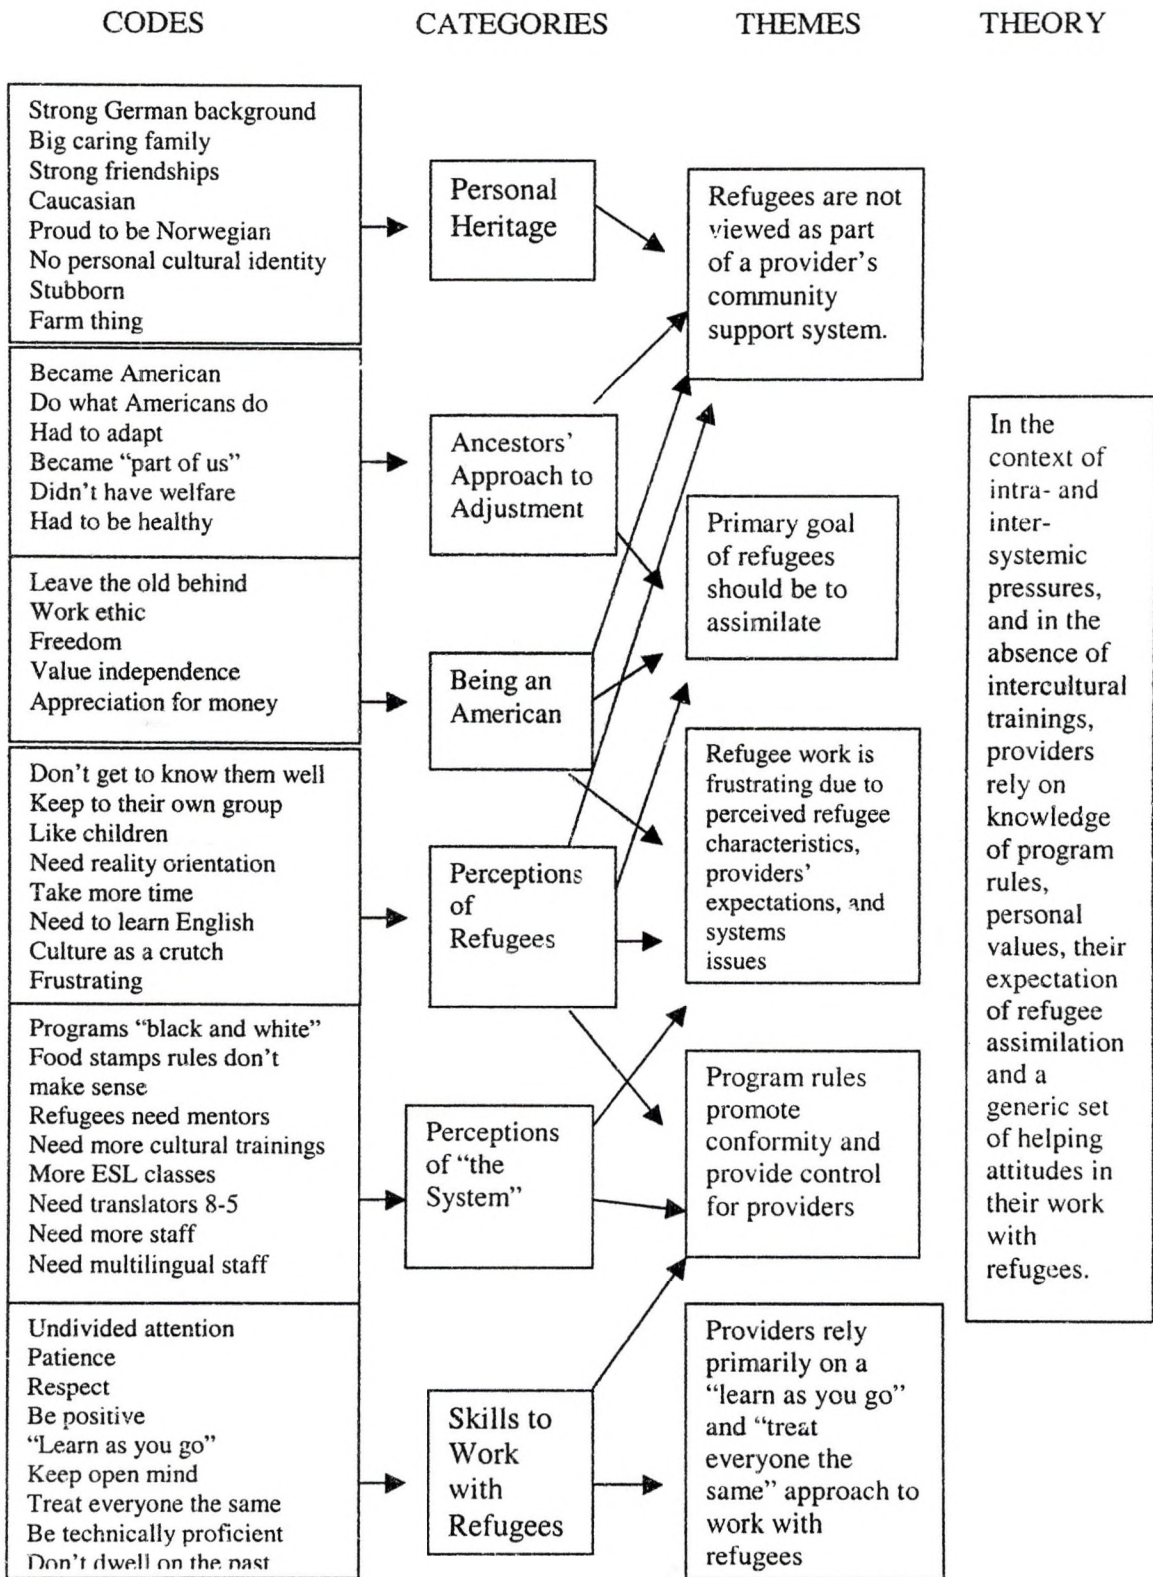 CODES
CATEGORIES
THEMES
THEORY
Strong German background
Big caring family
Strong friendships
Caucasian
Proud to be Norwegian
No personal cultural identity
Stubborn
Farm thing
Became American
Do what Americans do
Had to adapt
Became “part of us”
Didn’t have welfare
Had to be healthy
Leave the old behind
Work ethic
Freedom
Value independence
Appreciation for money
Don’t get to know them well
Keep to their own group
Like children
Need reality orientation
Take more time
Need to learn English
Culture as a crutch
Frustrating
Programs “black and white”
Food stamps rules don’t
make sense
Refugees need mentors
Need more cultural trainings
More ESL classes
Need translators 8-5
Need more staff
Need multilingual staff
Undivided attention
Patience
Respect
Be positive
“Learn as you go”
Keep open mind
Treat everyone the same
Be technically proficient
Don’t dwell on the past
Personal
Heritage
Ancestors’
Approach to
Adjustment
Being an
American
Perceptions
of
Refugees
Perceptions
of “the
System”
Skills to
Work
with
Refugees
Refugees are not
viewed as part
of a provider’s
community
support system.
Primary goal
of refugees
should be to
assimilate
Refugee work is
frustrating due to
perceived refugee
characteristics,
providers’
expectations, and
systems
issues
Program rules
promote
conformity and
provide control
for providers
Providers rely
primarily on a
“learn as you go”
and “treat
everyone the
same” approach to
work with
refugees
In the
context of
intra- and
inter-
systemic
pressures,
and in the
absence of
intercultural
trainings,
providers
rely on
knowledge
of program
rules,
personal
values, their
expectation
of refugee
assimilation
and a
generic set
of helping
attitudes in
their work
with
refugees.